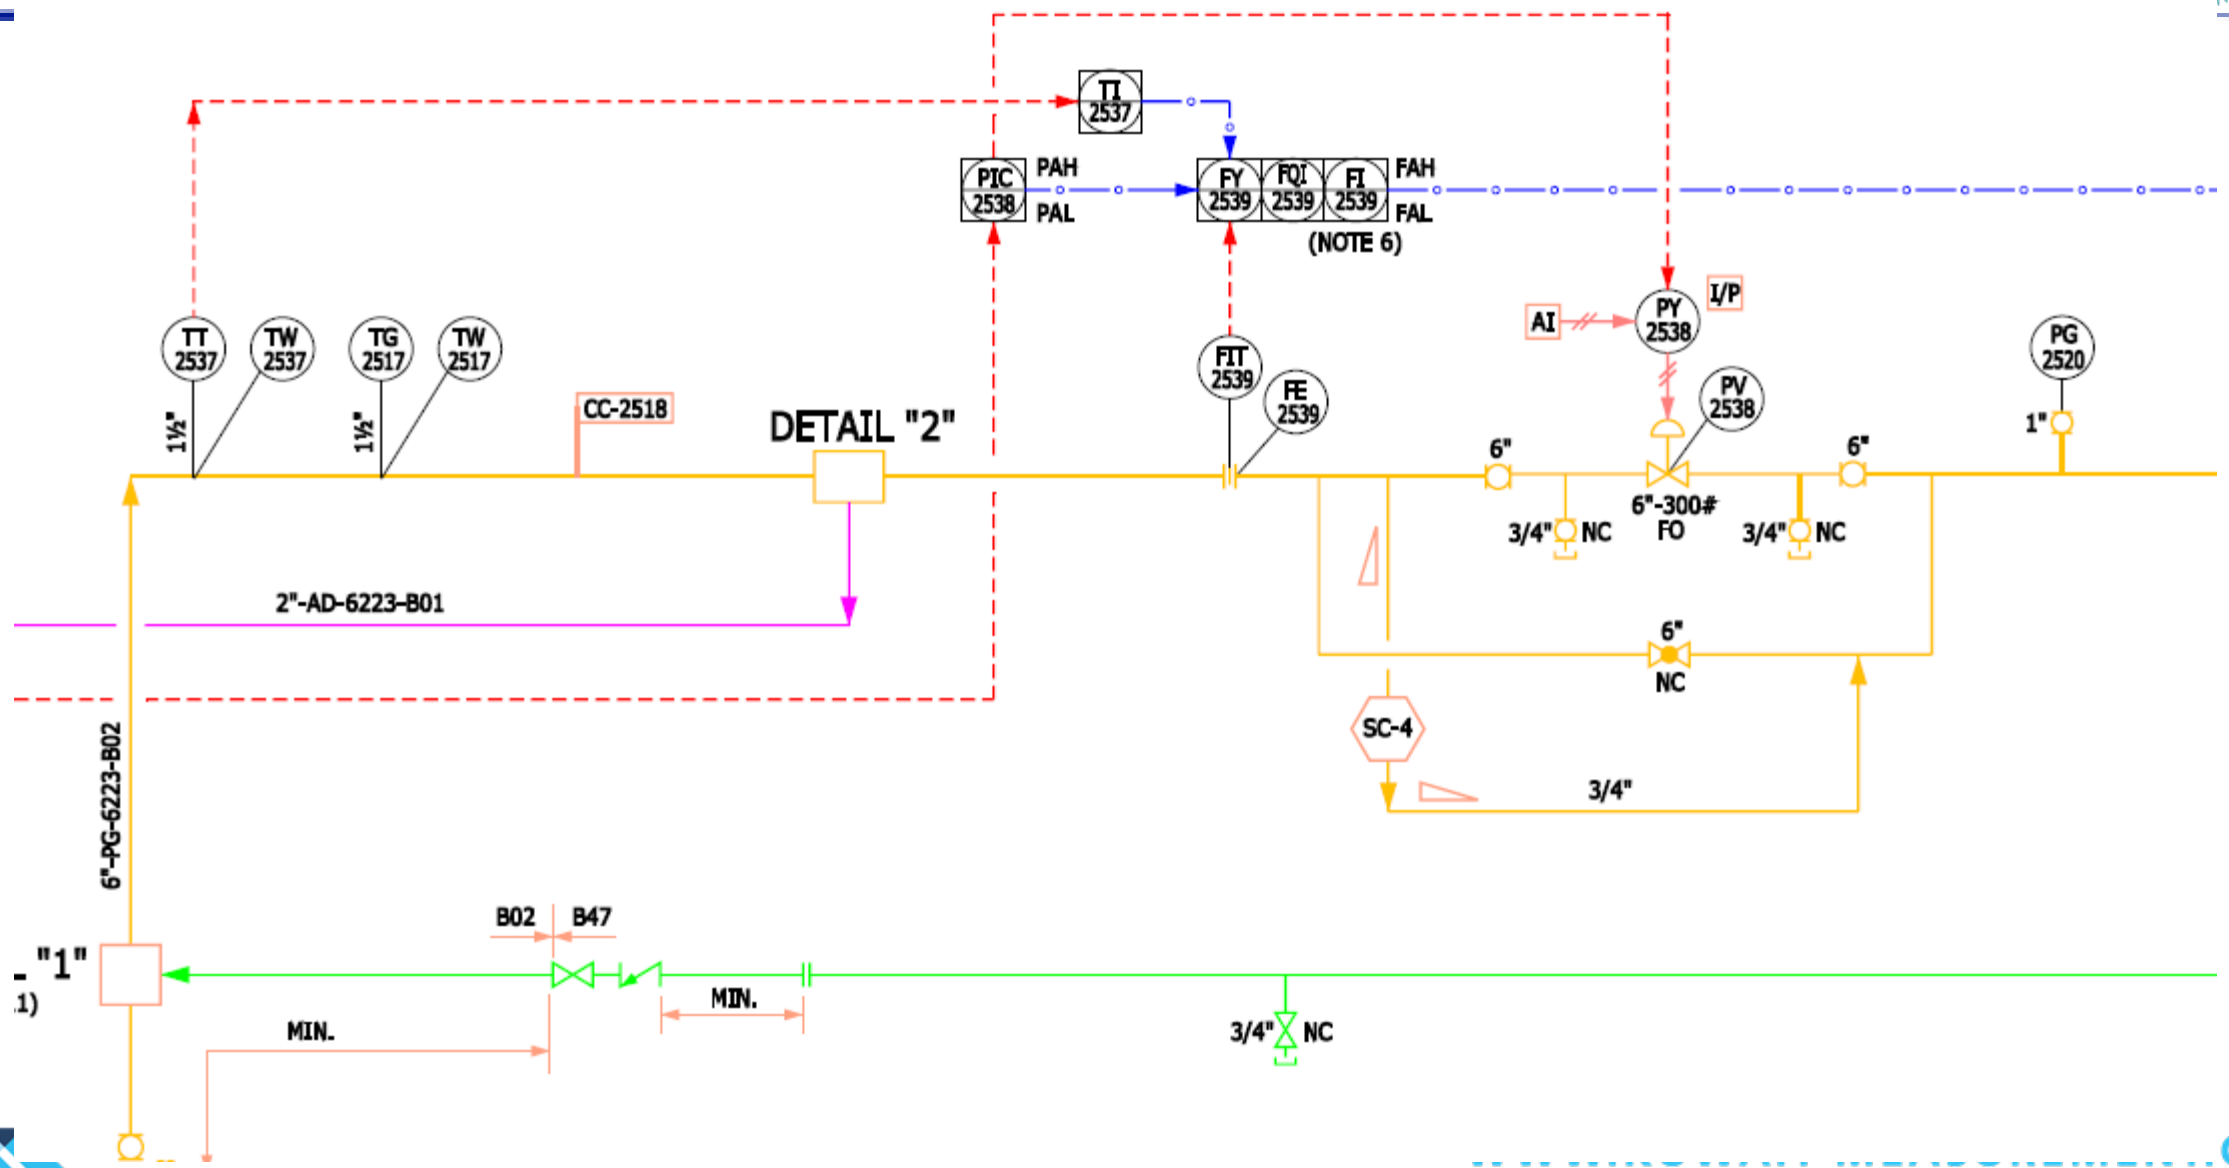 TI
2537
PIC
2538
PAH
PAL
FY
2539
FQI
2539
FI
2539
FAH
FAL
(NOTE 6)
TT
2537
TW
2537
TG
2517
TW
2517
1½"
1½"
CC-2518
DETAIL "2"
FIT
2539
FE
2539
AI
PY
2538
I/P
PV
2538
PG
2520
1"
6"
6"
6"-300#
FO
3/4"
NC
3/4"
NC
2"-AD-6223-B01
6"
NC
SC-4
3/4"
6"-PG-6223-B02
B02
B47
"1"
MIN.
MIN.
3/4"
NC